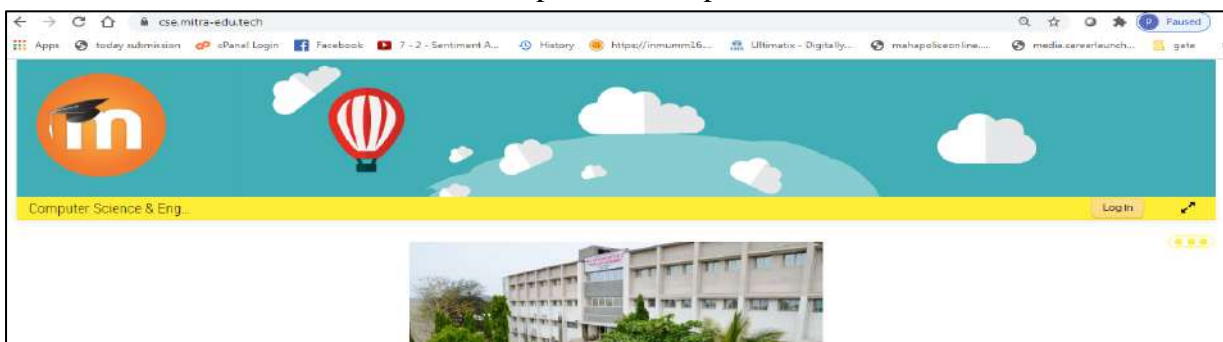 cse.mitra-edu.tech
P Paused
Apps today submission cPanel Login Facebook 7 - 2 - Sentiment A... History https://inmumm16... Ultimatix - Digitally... mahapoliceonline.... media.careerlaunch... gate
m
Computer Science & Eng...
Log in